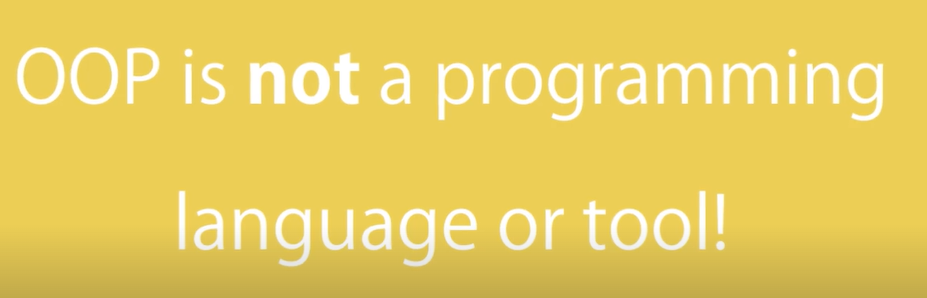 OOP is not a programming
language or tool!